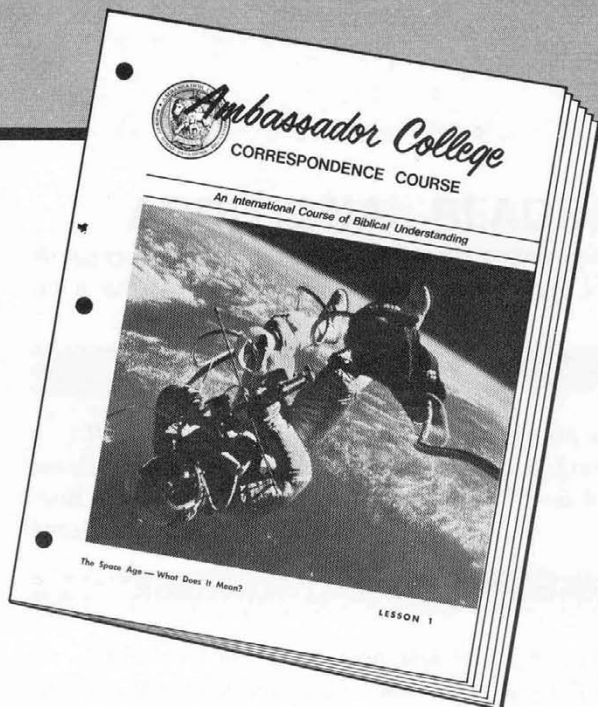 Ambassador College
CORRESPONDENCE COURSE
An International Course of Biblical Understanding
The Space Age — What Does It Mean?
LESSON 1